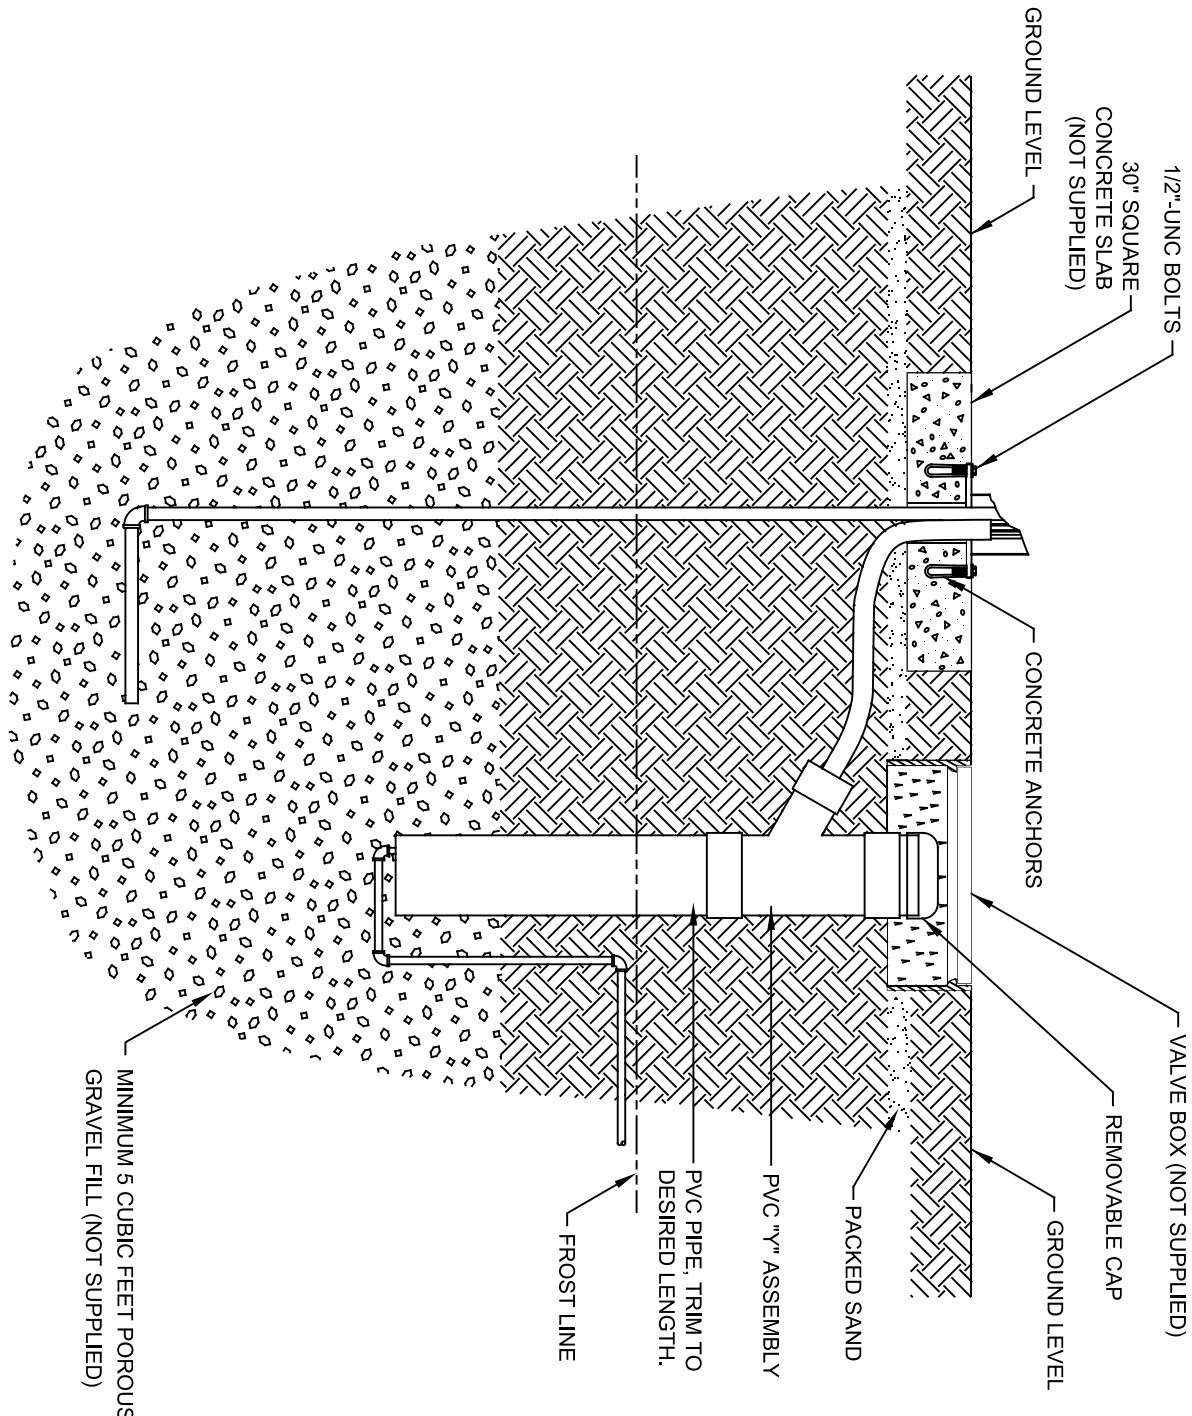 1/2"-UNC BOLTS
30" SQUARE
CONCRETE SLAB
(NOT SUPPLIED)
GROUND LEVEL
CONCRETE ANCHORS
VALVE BOX (NOT SUPPLIED)
REMOVABLE CAP
GROUND LEVEL
PACKED SAND
PVC "Y" ASSEMBLY
PVC PIPE, TRIM TO
DESIRED LENGTH.
FROST LINE
MINIMUM 5 CUBIC FEET POROUS
GRAVEL FILL (NOT SUPPLIED)